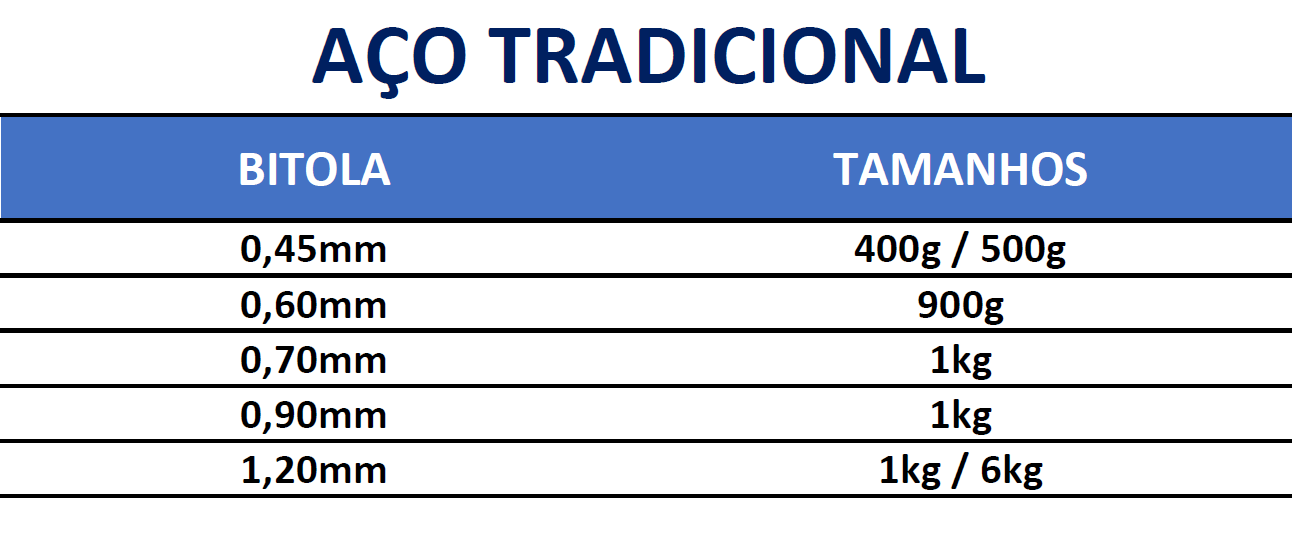 AÇO TRADICIONAL
BITOLA TAMANHOS
0,45mm 400g / 500g
0,60mm 900g
0,70mm 1kg
0,90mm 1kg
1,20mm 1kg / 6kg